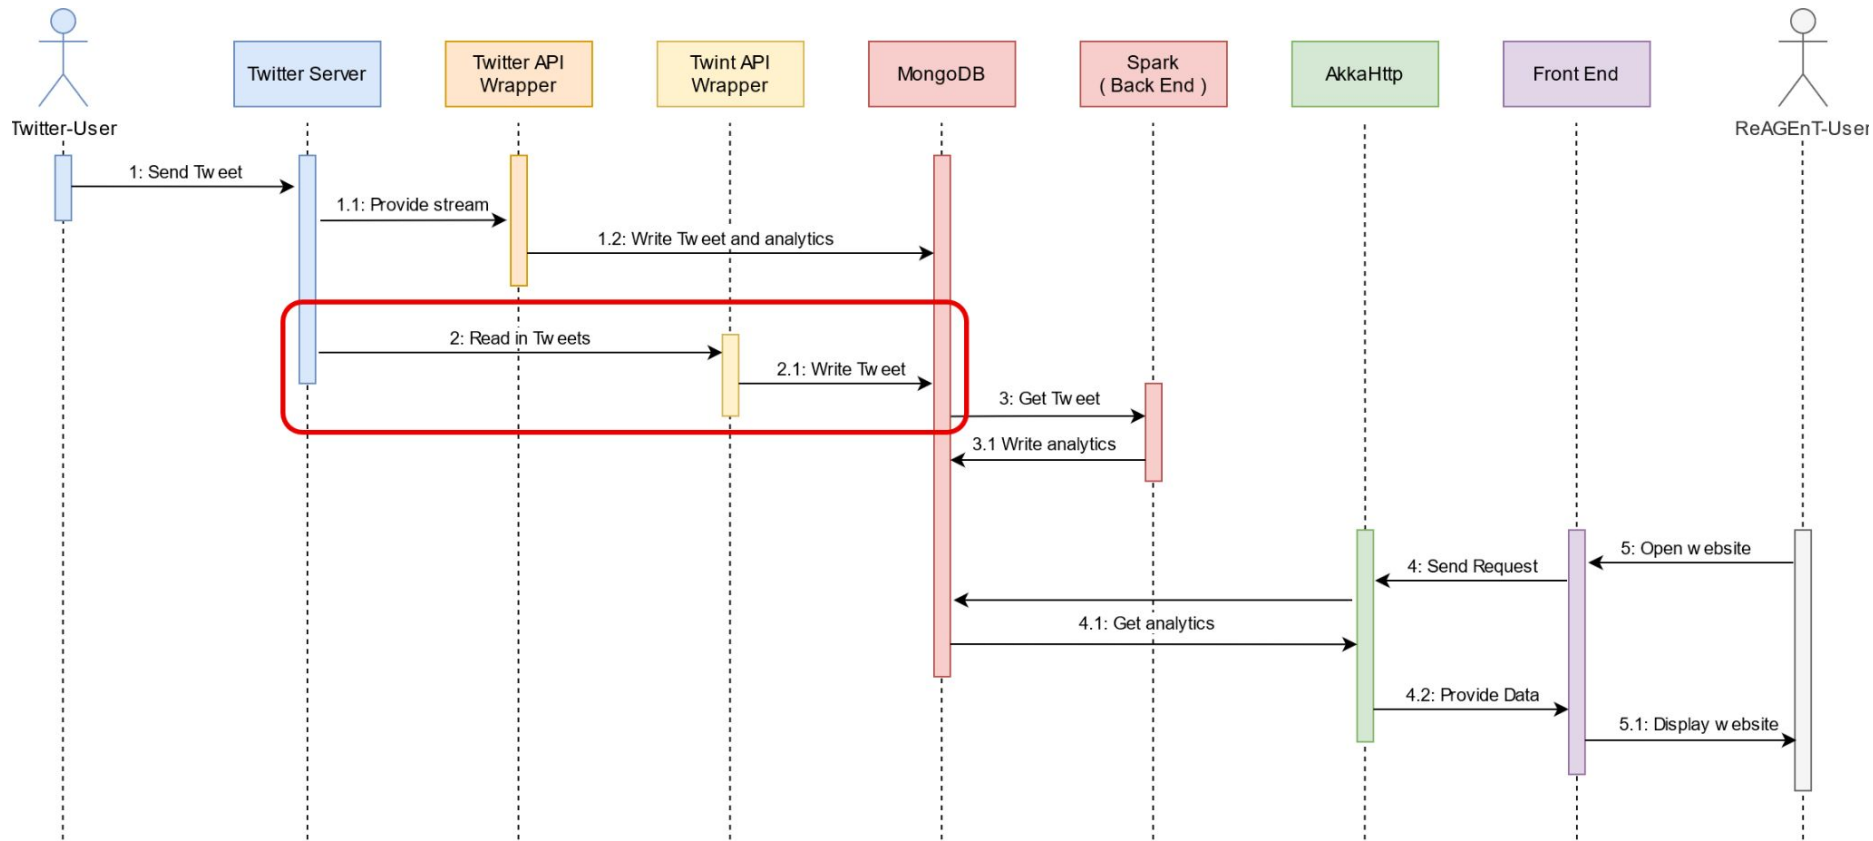 Twitter Server
Twitter API
Wrapper
Twint API
Wrapper
MongoDB
Spark
( Back End )
AkkaHttp
Front End
Twitter-User
ReAGEnT-User
1: Send Tweet
1.1: Provide stream
1.2: Write Tweet and analytics
2: Read in Tweets
2.1: Write Tweet
3: Get Tweet
3.1 Write analytics
5: Open website
4: Send Request
4.1: Get analytics
4.2: Provide Data
5.1: Display website